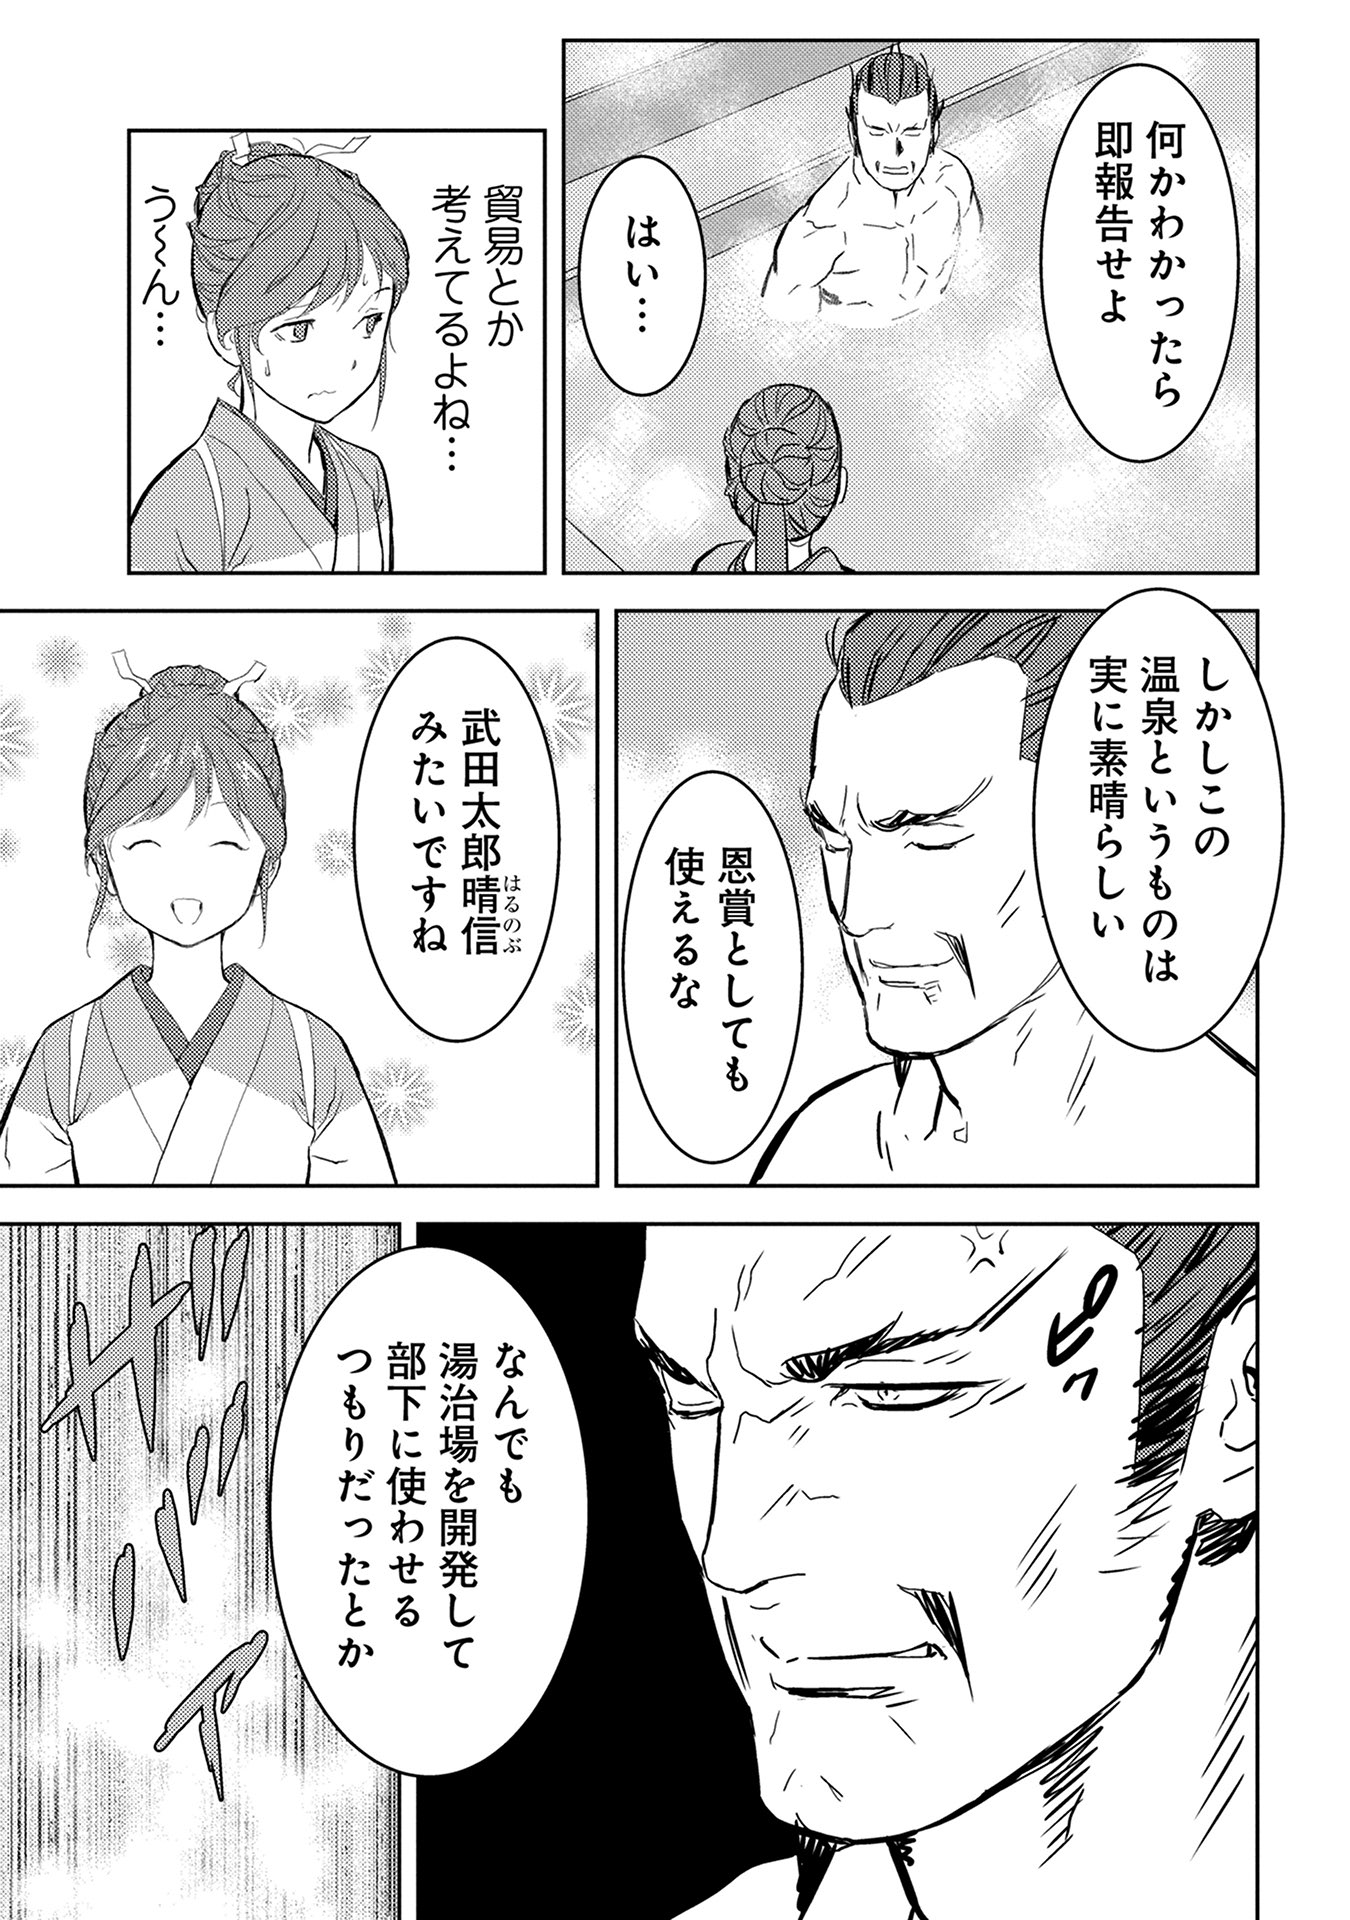 何かわかったら
即報告せよ
はい…
貿易とか
考えてるよね…
う～ん…
しかしこの
温泉というものは
実に素晴らしい
恩賞としても
使えるな
武田太郎晴信
はるのぶ
みたいですね
ピクッ
なんでも
湯治場を開発して
部下に使わせる
つもりだったとか